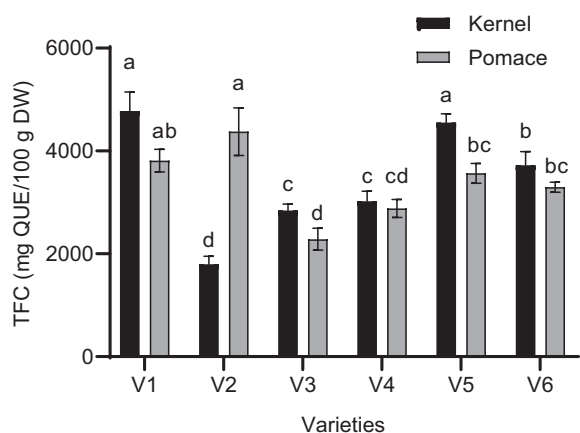 Kernel
Pomace
6000
4000
2000
0
TFC (mg QUE/100 g DW)
a
ab
d
a
c
d
c
cd
a
bc
b
bc
V1 V2 V3 V4 V5 V6
Varieties